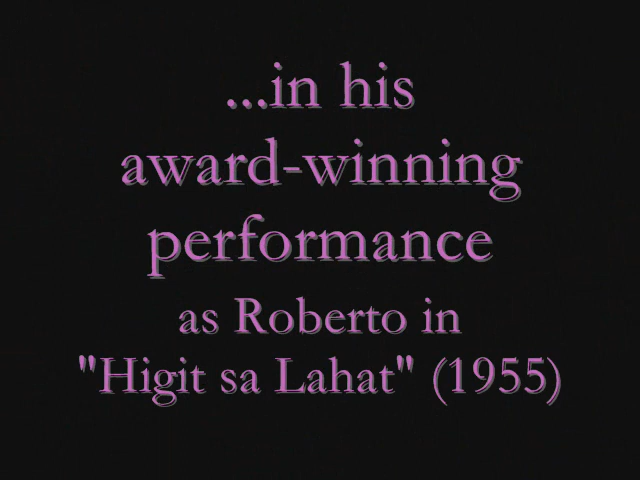 ...in his
award-winning
performance
as Roberto in
"Higit sa Lahat" (1955)